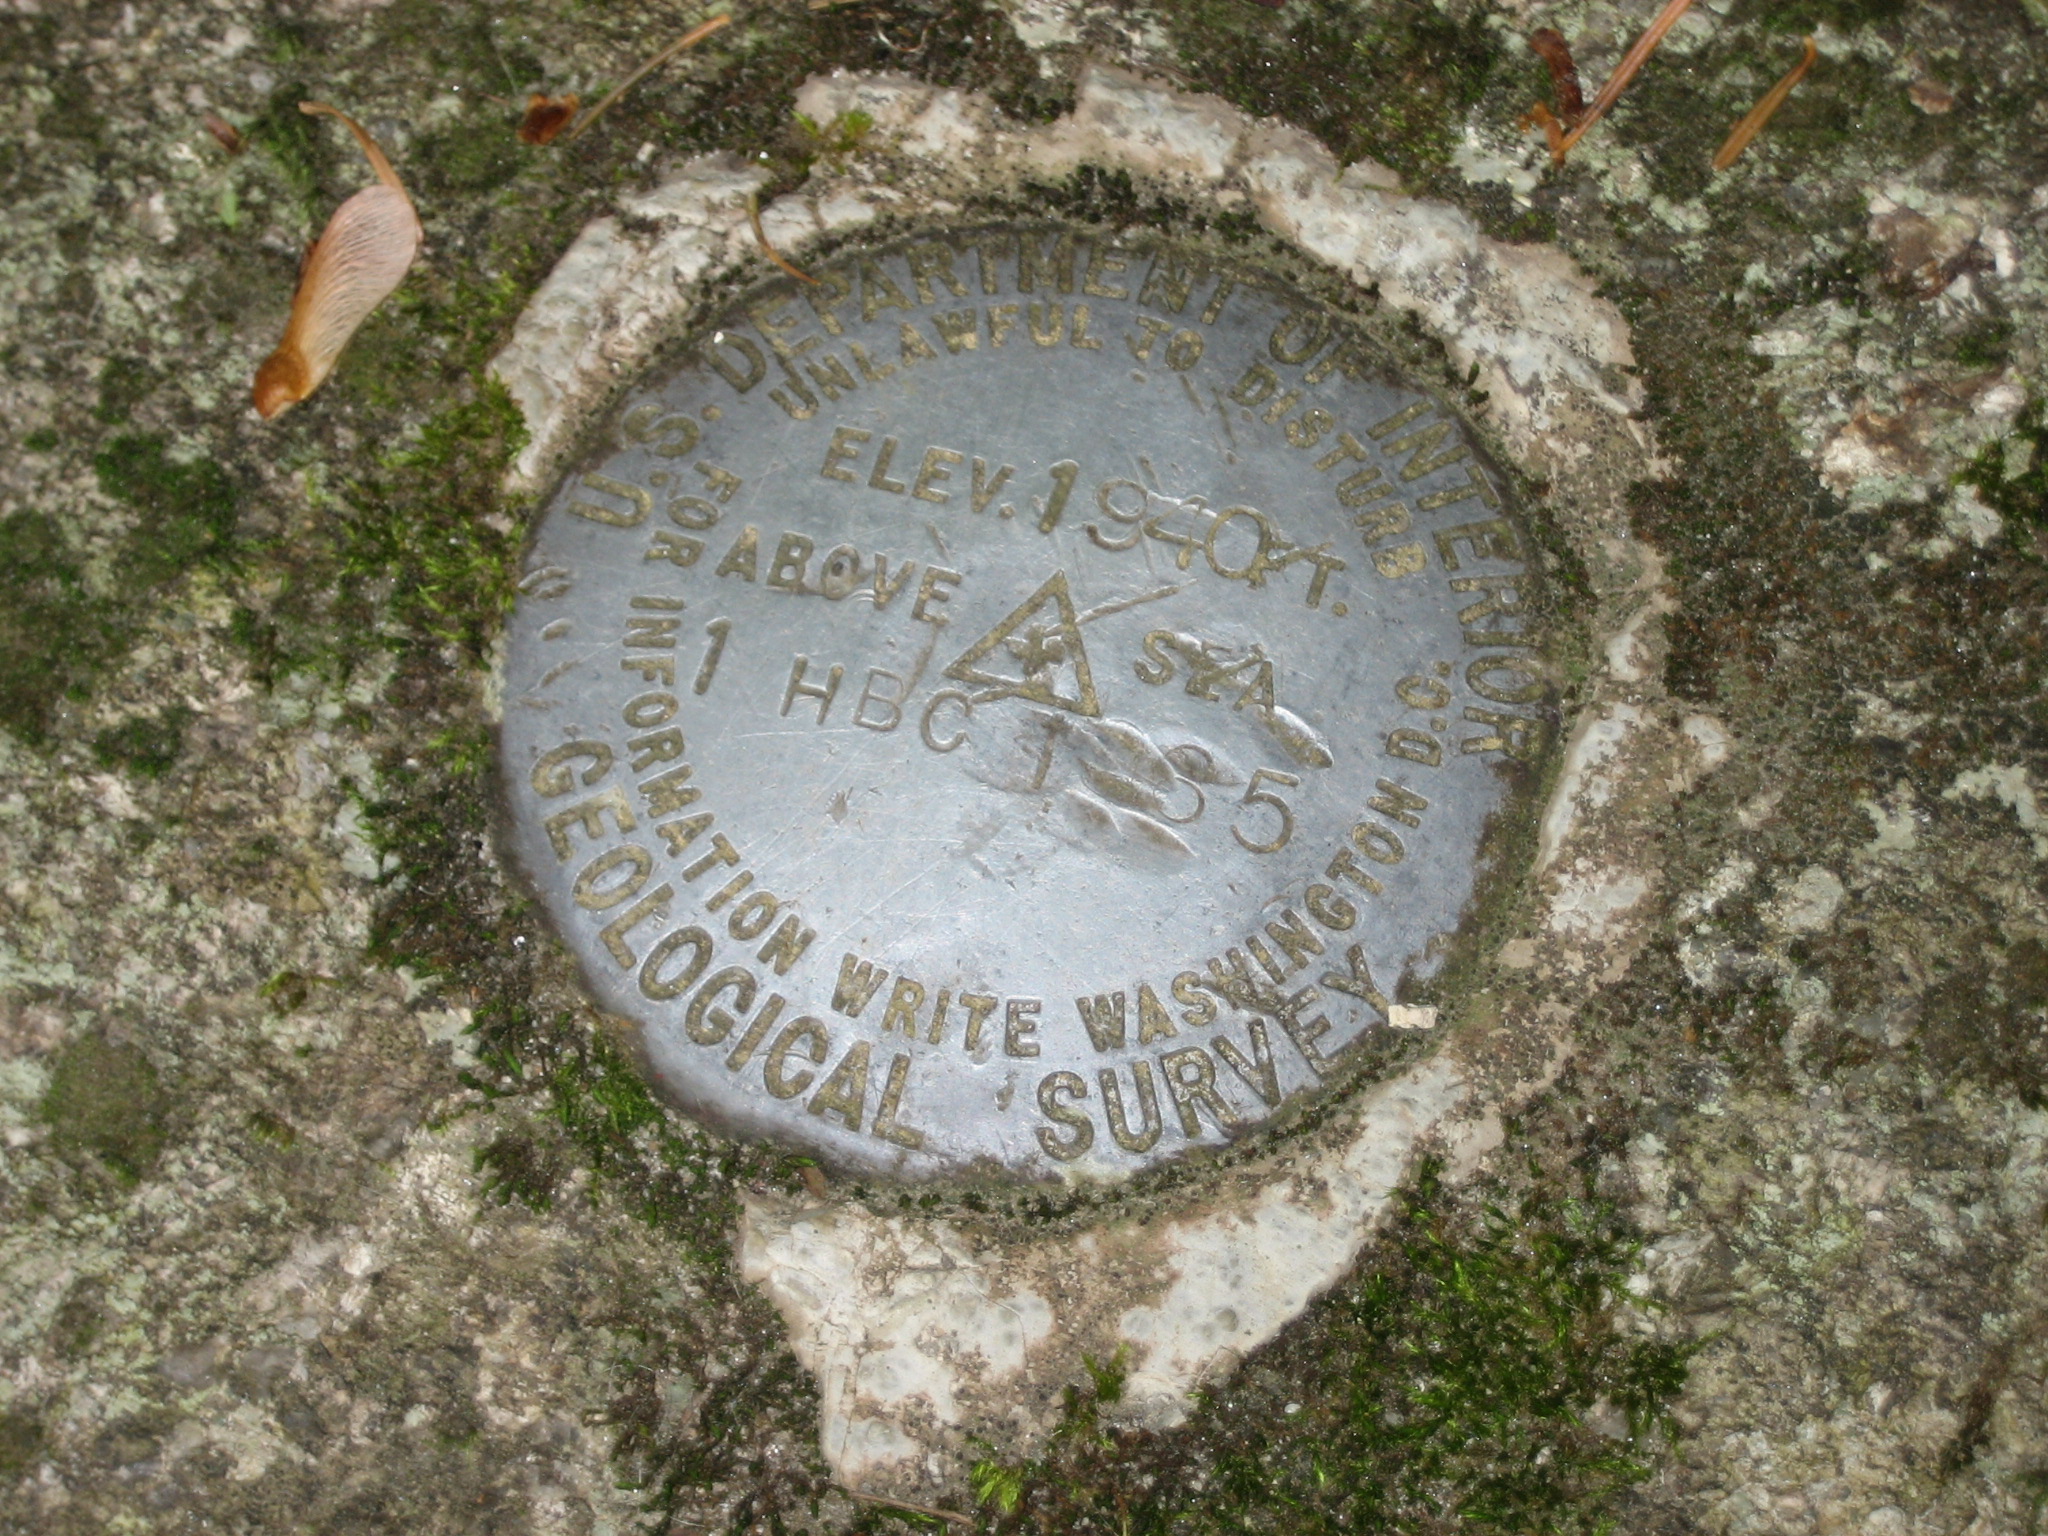 U.S. DEPARTMENT OF INTERIOR
UNLAWFUL TO DISTURB
ELEV. 1940 FT.
ABOVE SEA
1 HBC 1935
FOR INFORMATION WRITE WASHINGTON D.C.
GEOLOGICAL SURVEY